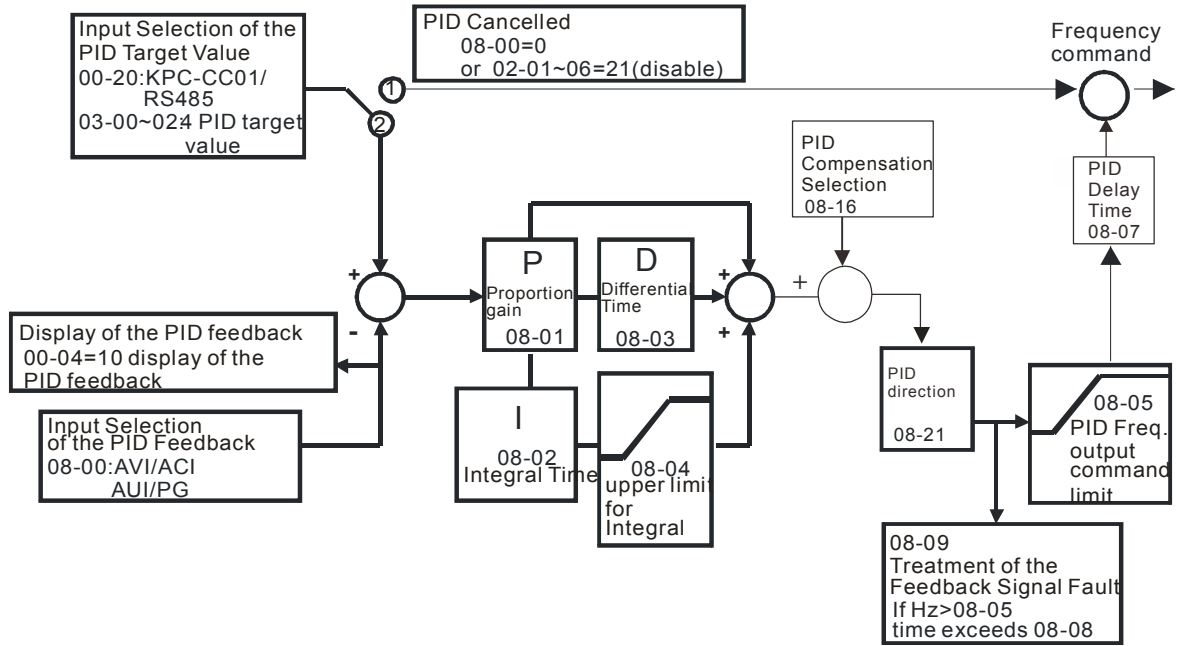 Input Selection of the
PID Target Value
00-20:KPC-CC01/
RS485
03-00~02:4 PID target
value
PID Cancelled
08-00=0
or 02-01~06=21(disable)
1
2
Frequency
command
PID
Compensation
Selection
08-16
PID
Delay
Time
08-07
+
-
P
Proportion
gain
08-01
D
Differential
Time
08-03
+
+
+
Display of the PID feedback
00-04=10 display of the
PID feedback
Input Selection
of the PID Feedback
08-00:AVI/ACI
AUI/PG
I
08-02
Integral Time
08-04
upper limit
for
Integral
PID
direction
08-21
08-05
PID Freq.
output
command
limit
08-09
Treatment of the
Feedback Signal Fault
If Hz>08-05
time exceeds 08-08